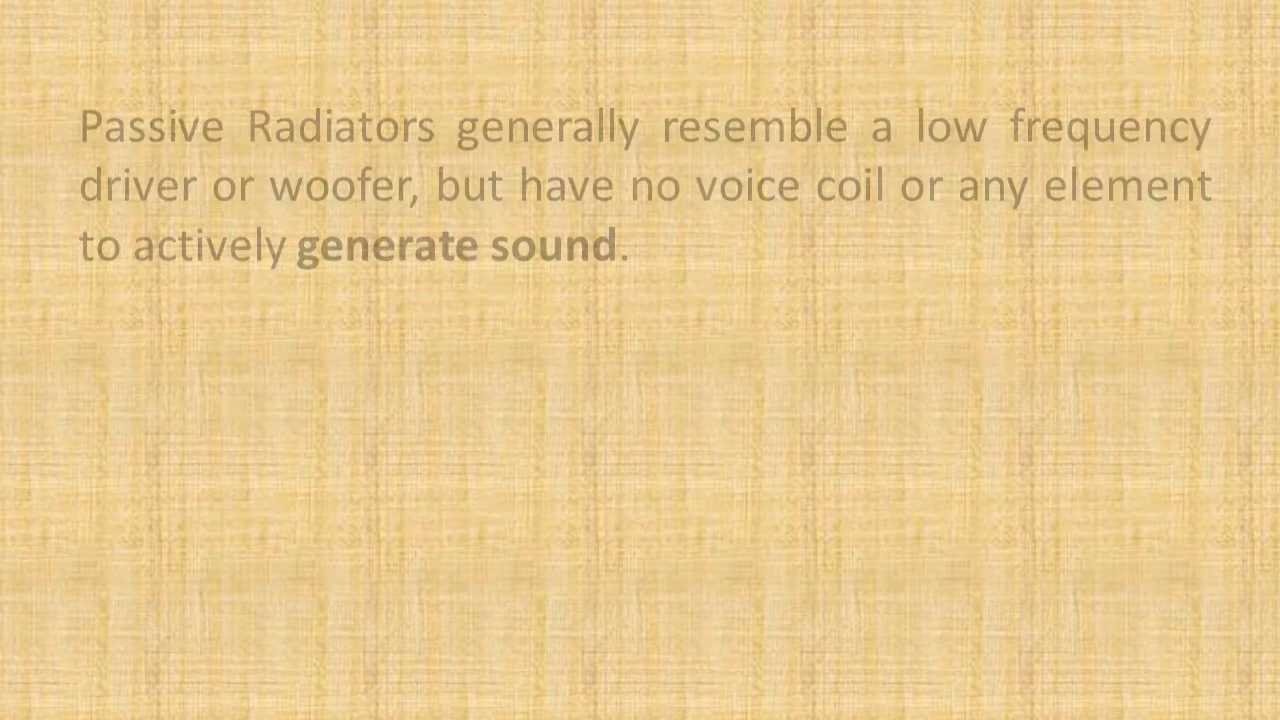 Passive Radiators generally resemble a low frequency
driver or woofer, but have no voice coil or any element
to actively generate sound.